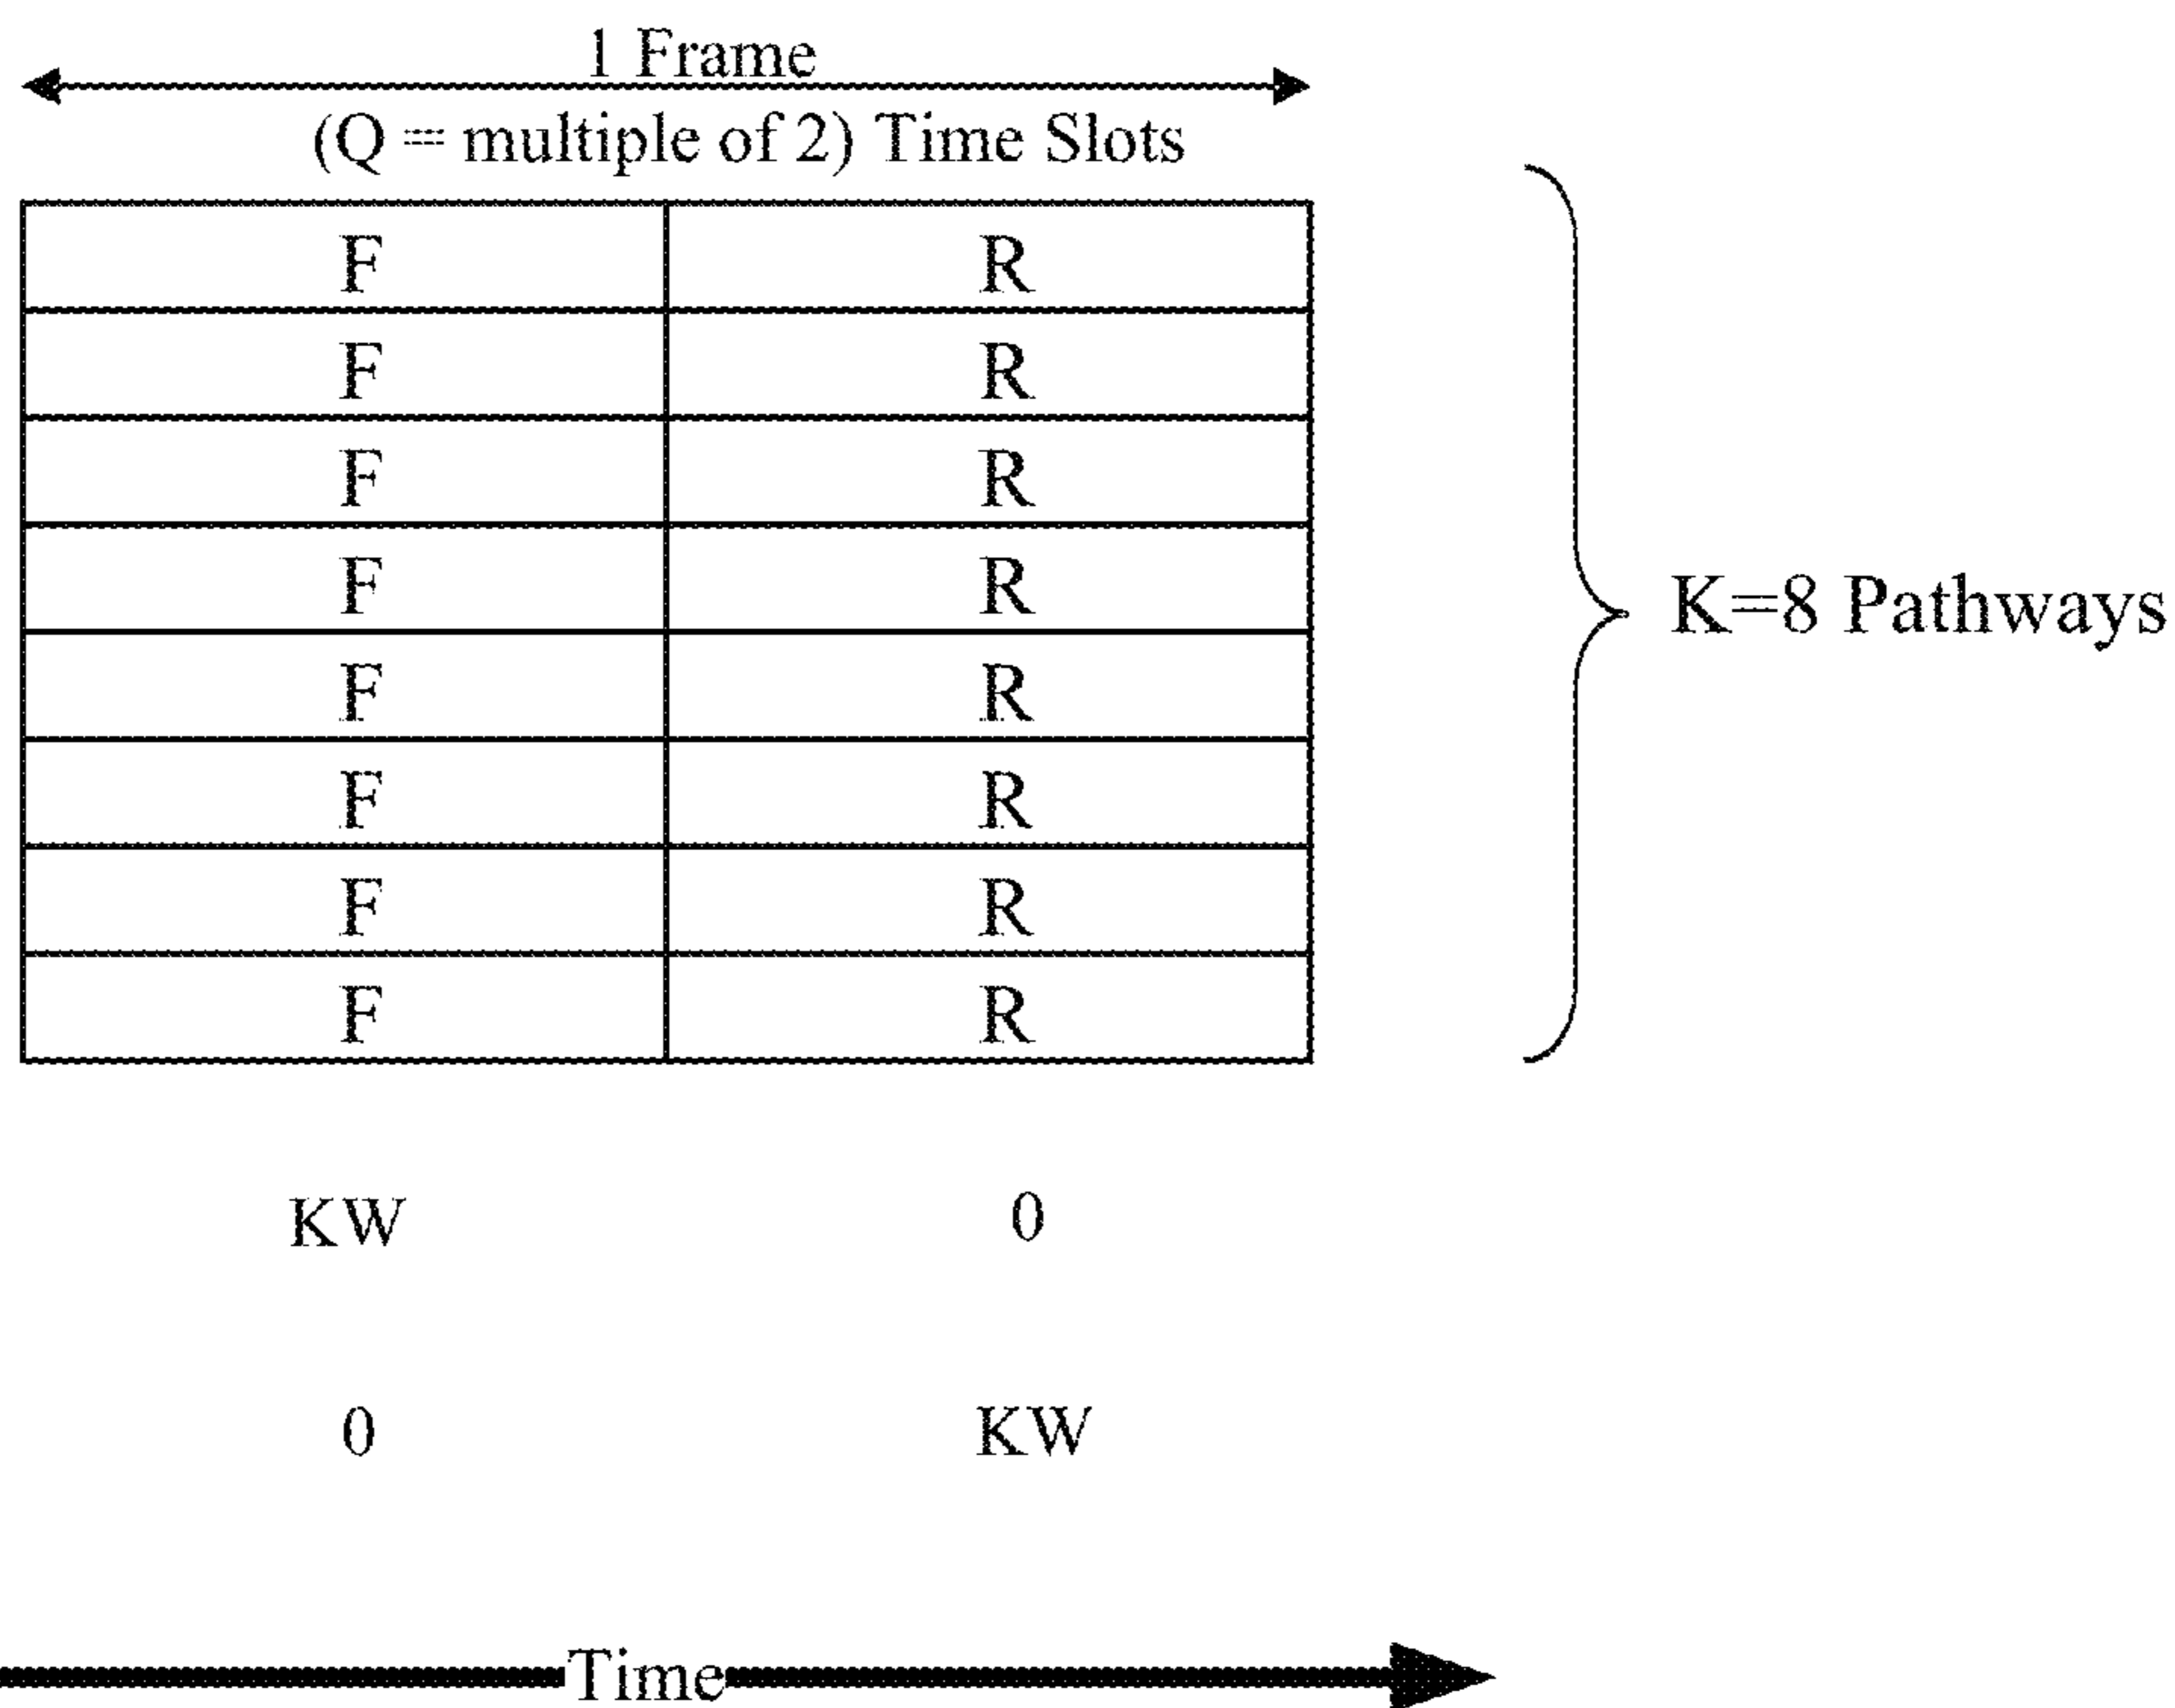 1 Frame
(Q = multiple of 2) Time Slots
F R
F R
F R
F R
K=8 Pathways
F R
F R
F R
F R
KW 0
0 KW
Time